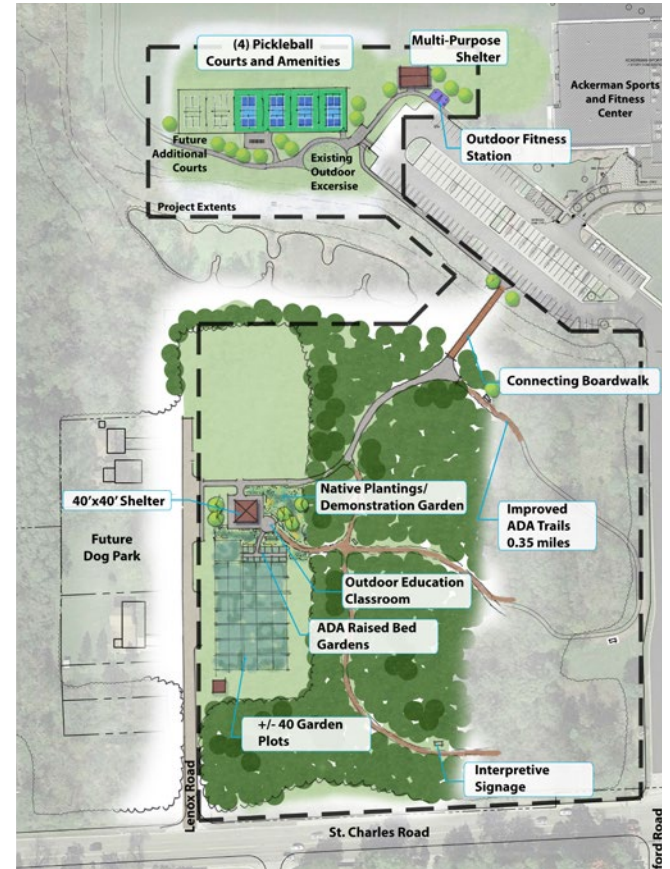 (4) Pickleball
Courts and Amenities
Multi-Purpose
Shelter
Ackerman Sports
and Fitness
Center
Outdoor Fitness
Station
Future
Additional
Courts
Existing
Outdoor
Excersise
Project Extents
Connecting Boardwalk
40'x40' Shelter
Native Plantings/
Demonstration Garden
Improved
ADA Trails
0.35 miles
Future
Dog Park
Outdoor Education
Classroom
ADA Raised Bed
Gardens
+/- 40 Garden
Plots
Interpretive
Signage
Lenox Road
St. Charles Road
ford Road